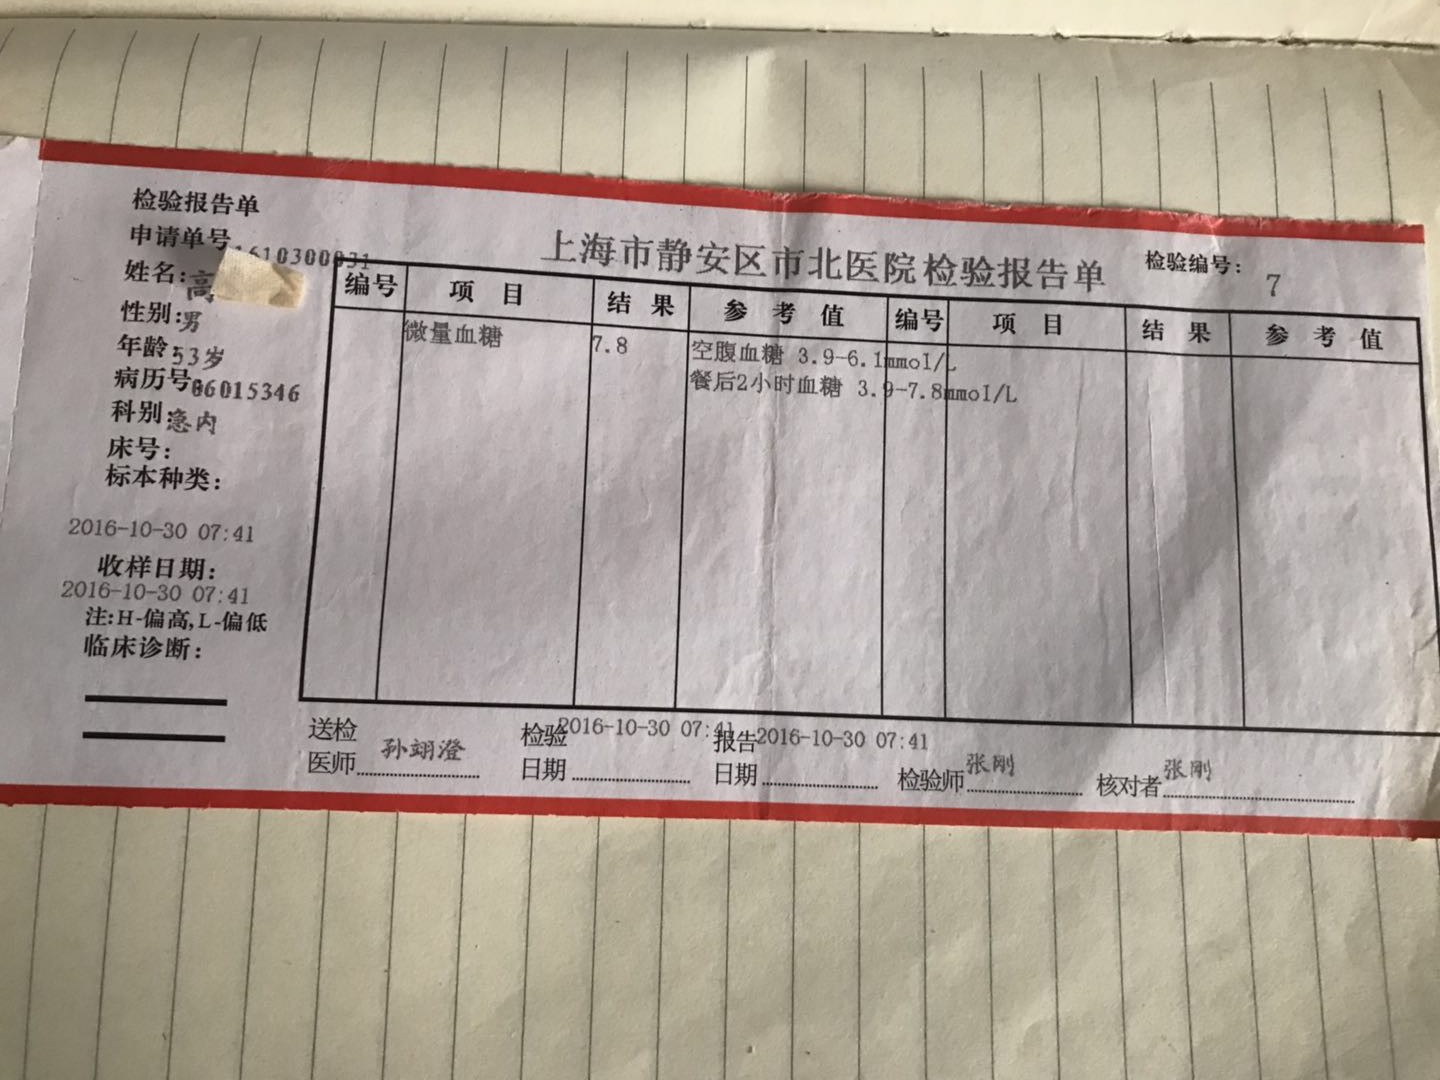 检验报告单
申请单号1610300031
姓名:高
性别:男
年龄:53岁
病历号:06015346
科别:急内
床号:
标本种类:
2016-10-30 07:41
收样日期:
2016-10-30 07:41
注:H-偏高,L-偏低
临床诊断:
上海市静安区市北医院检验报告单
检验编号: 7
编号 项 目 结 果 参 考 值 编号 项 目 结 果 参 考 值
微量血糖 7.8 空腹血糖 3.9-6.1mmol/L
餐后2小时血糖 3.9-7.8mmol/L
送检医师 孙翊澄 检验日期 2016-10-30 07:41 报告日期 2016-10-30 07:41 检验师 张刚 核对者 张刚